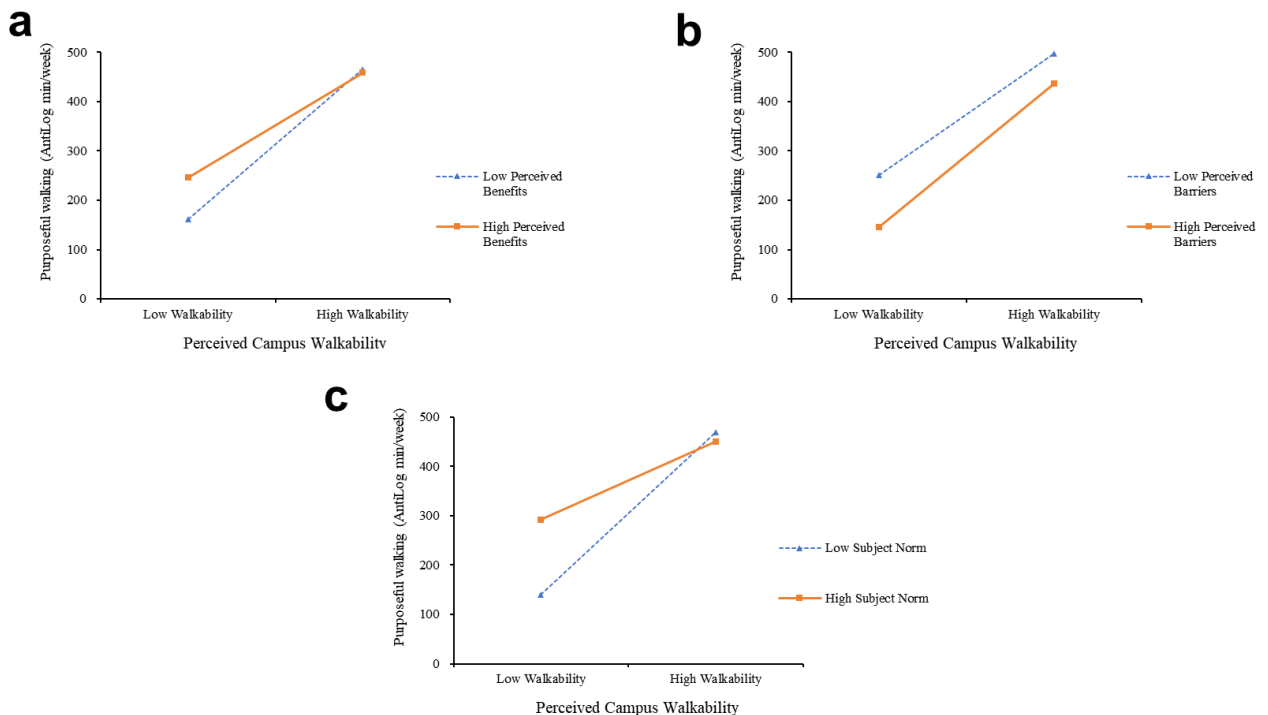 a
Purposeful walking (AntiLog min/week)
500
400
300
200
100
0
Low Walkability
High Walkability
Perceived Campus Walkability
Low Perceived
Benefits
High Perceived
Benefits
b
Purposeful walking (AntiLog min/week)
500
400
300
200
100
0
Low Walkability
High Walkability
Perceived Campus Walkability
Low Perceived
Barriers
High Perceived
Barriers
c
Purposeful walking (AntiLog min/week)
500
400
300
200
100
0
Low Walkability
High Walkability
Perceived Campus Walkability
Low Subject Norm
High Subject Norm